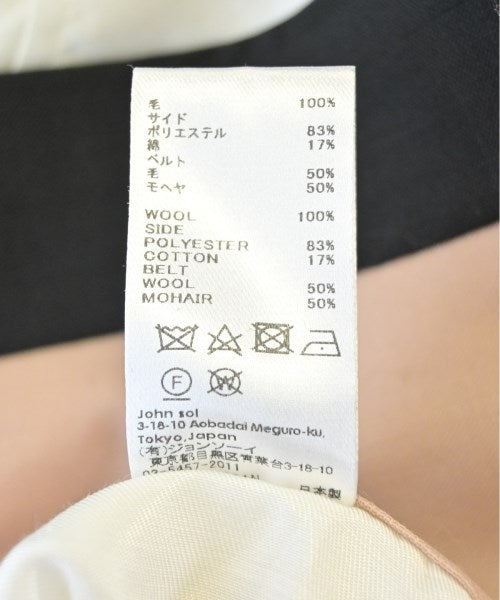 毛 100%
サイド
ポリエステル 83%
綿 17%
ベルト
毛 50%
モヘヤ 50%
WOOL 100%
SIDE
POLYESTER 83%
COTTON 17%
BELT
WOOL 50%
MOHAIR 50%
F W
John sol
3-18-10 Aobadai Meguro-ku,
Tokyo,Japan
(有)ジョンソーイ
東京都目黒区青葉台3-18-10
03-5457-2011
日本製